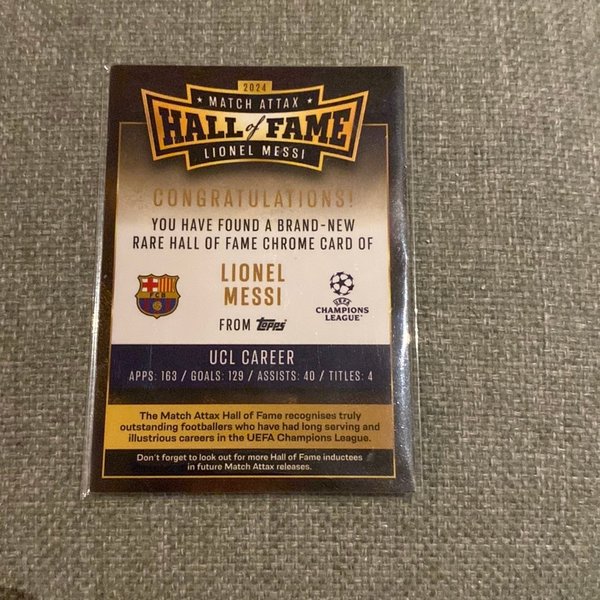 2024
★ MATCH ATTAX ★
HALL of FAME
LIONEL MESSI
CONGRATULATIONS!
YOU HAVE FOUND A BRAND-NEW
RARE HALL OF FAME CHROME CARD OF
LIONEL
MESSI
FCB
UEFA
CHAMPIONS
LEAGUE
FROM Topps
UCL CAREER
APPS: 163 / GOALS: 129 / ASSISTS: 40 / TITLES: 4
The Match Attax Hall of Fame recognises truly
outstanding footballers who have had long serving and
illustrious careers in the UEFA Champions League.
Don't forget to look out for more Hall of Fame inductees
in future Match Attax releases.